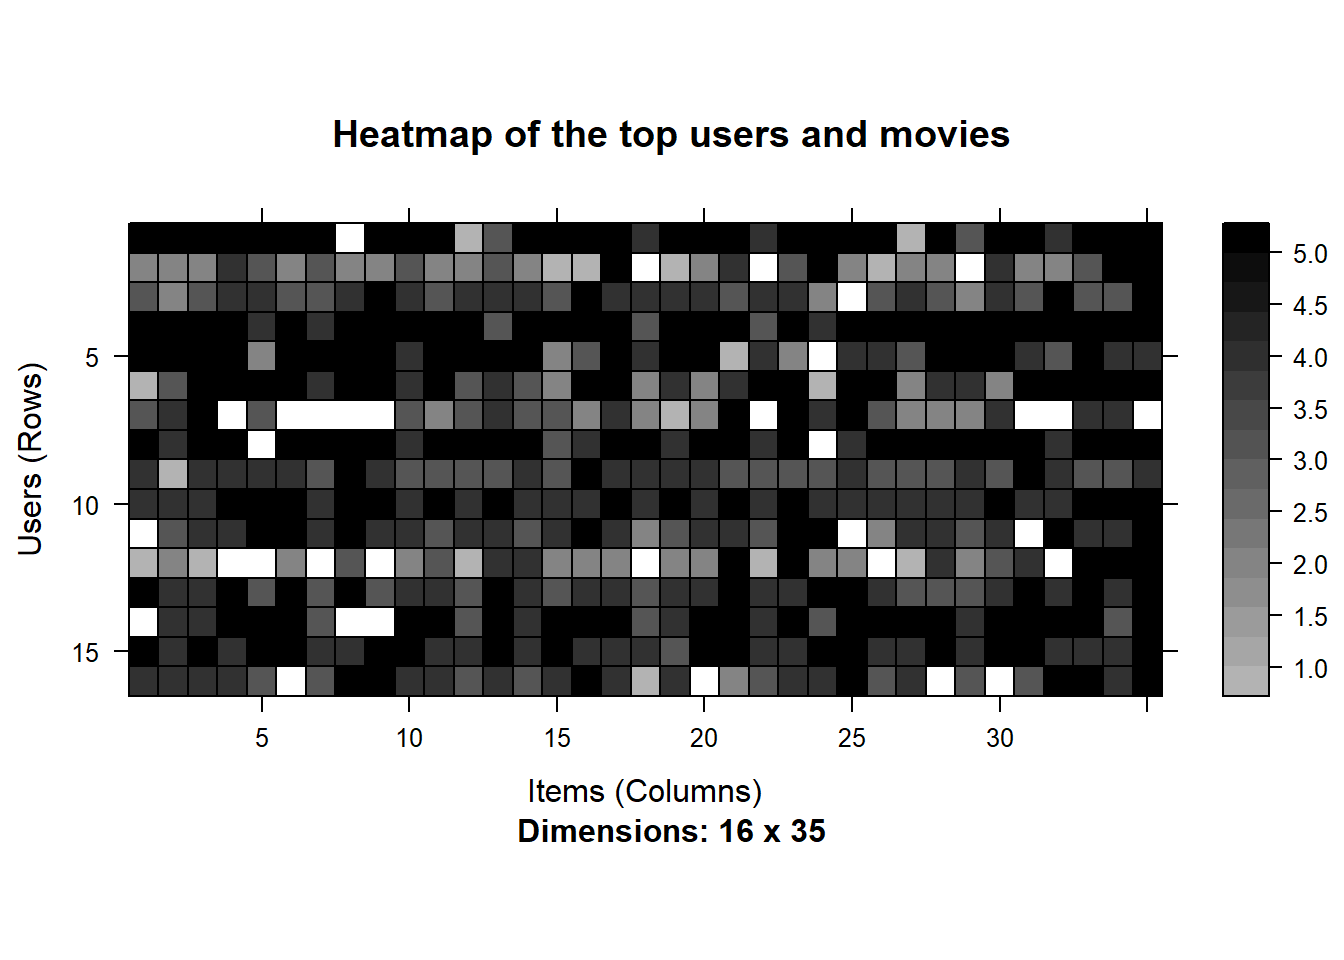 Heatmap of the top users and movies
Users (Rows)
5
10
15
5 10 15 20 25 30
Items (Columns)
Dimensions: 16 x 35
5.0
4.5
4.0
3.5
3.0
2.5
2.0
1.5
1.0